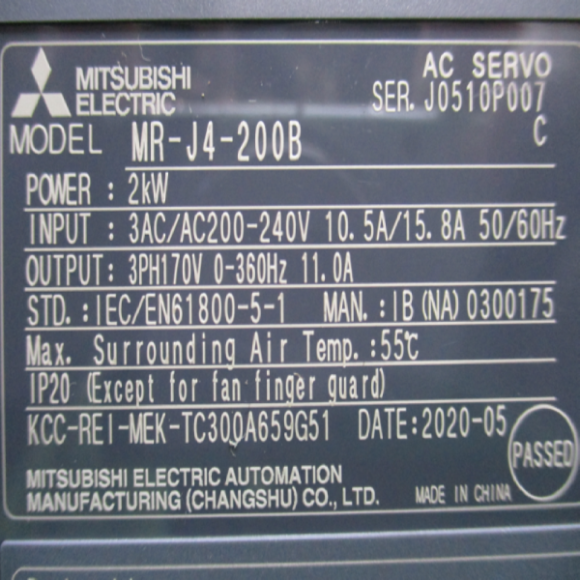 MITSUBISHI
ELECTRIC
AC SERVO
SER. J0510P007
C
MODEL MR-J4-200B
POWER : 2kW
INPUT : 3AC/AC200-240V 10.5A/15.8A 50/60Hz
OUTPUT: 3PH170V 0-360Hz 11.0A
STD.:IEC/EN61800-5-1 MAN.:IB(NA)0300175
Max. Surrounding Air Temp.:55℃
IP20 (Except for fan finger guard)
KCC-REI-MEK-TC300A659G51 DATE:2020-05
PASSED
MITSUBISHI ELECTRIC AUTOMATION
MANUFACTURING (CHANGSHU) CO., LTD. MADE IN CHINA